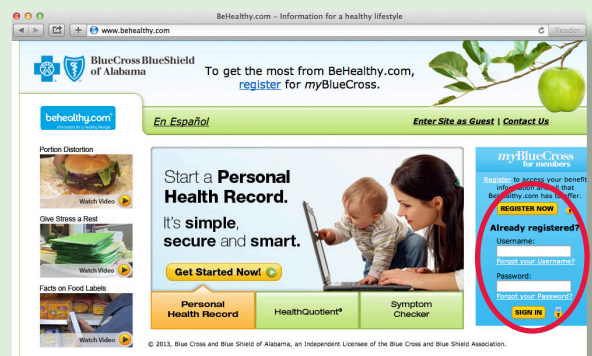 BeHealthy.com – Information for a healthy lifestyle
www.behealthy.com
Reader
BlueCross BlueShield
of Alabama
To get the most from BeHealthy.com,
register for myBlueCross.
behealthy.com
Information for a healthy lifestyle
En Español
Enter Site as Guest | Contact Us
Portion Distortion
Watch Video
Give Stress a Rest
Watch Video
Facts on Food Labels
Watch Video
Start a Personal
Health Record.
It's simple,
secure and smart.
Get Started Now!
Personal
Health Record
HealthQuotient®
Symptom
Checker
myBlueCross
for members
Register to access your benefit
information and all that
BeHealthy.com has to offer.
REGISTER NOW
Already registered?
Username:
Forgot your Username?
Password:
Forgot your Password?
SIGN IN
© 2013, Blue Cross and Blue Shield of Alabama, an Independent Licensee of the Blue Cross and Blue Shield Association.